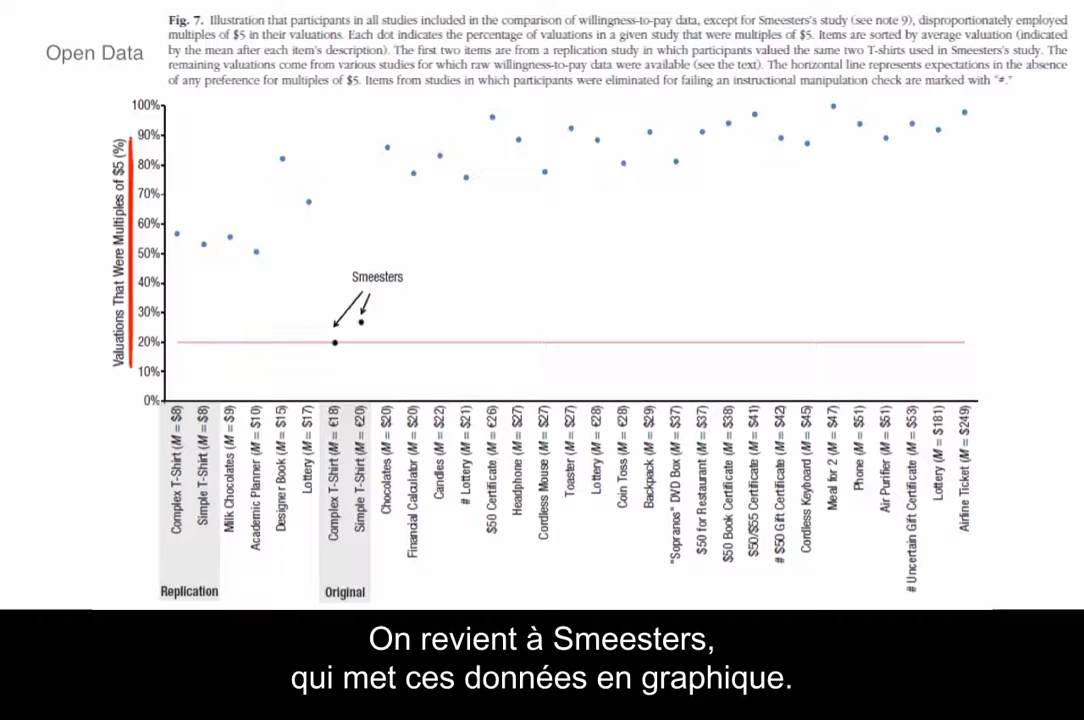 Fig. 7. Illustration that participants in all studies included in the comparison of willingness-to-pay data, except for Smeesters's study (see note 9), disproportionately employed
multiples of $5 in their valuations. Each dot indicates the percentage of valuations in a given study that were multiples of $5. Items are sorted by average valuation (indicated
by the mean after each item's description). The first two items are from a replication study in which participants valued the same two T-shirts used in Smeesters's study. The
remaining valuations come from various studies for which raw willingness-to-pay data were available (see the text). The horizontal line represents expectations in the absence
of any preference for multiples of $5. Items from studies in which participants were eliminated for failing an instructional manipulation check are marked with "#."
Open Data
Valuations That Were Multiples of $5 (%)
100%
90%
80%
70%
60%
50%
40%
30%
20%
10%
0%
Smeesters
Complex T-Shirt (M = $8)
Simple T-Shirt (M = $8)
Milk Chocolates (M = $9)
Academic Planner (M = $10)
Designer Book (M = $15)
Lottery (M = $17)
Complex T-Shirt (M = €18)
Simple T-Shirt (M = €20)
Chocolates (M = $20)
Financial Calculator (M = $20)
Candles (M = $22)
# Lottery (M = $21)
$50 Certificate (M = €26)
Headphone (M = $27)
Cordless Mouse (M = $27)
Toaster (M = $27)
Lottery (M = €28)
Coin Toss (M = €28)
Backpack (M = $29)
"Sopranos" DVD Box (M = $37)
$50 for Restaurant (M = $37)
$50 Book Certificate (M = $38)
$50/$55 Certificate (M = $41)
# $50 Gift Certificate (M = $42)
Cordless Keyboard (M = $45)
Meal for 2 (M = $47)
Phone (M = $51)
Air Purifier (M = $51)
# Uncertain Gift Certificate (M = $53)
Lottery (M = $181)
Airline Ticket (M = $249)
Replication
Original
On revient à Smeesters,
qui met ces données en graphique.